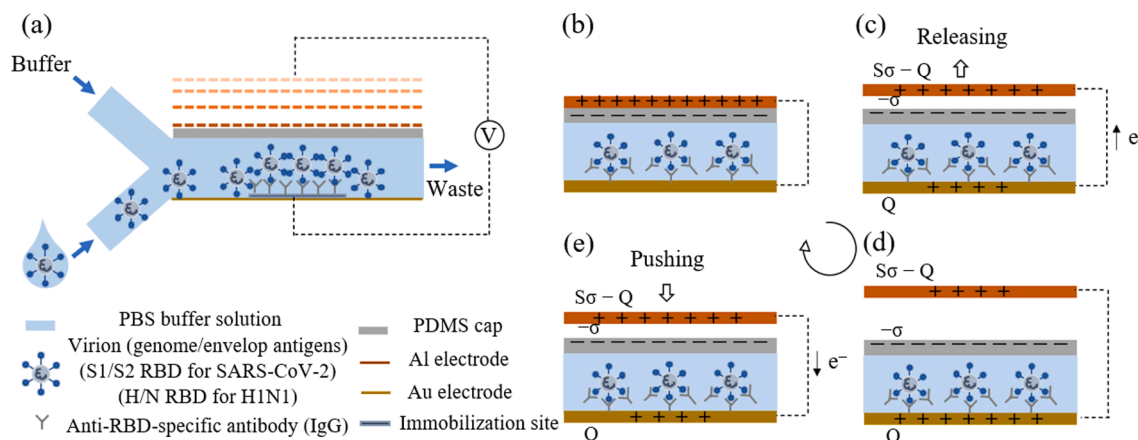 (a)
Buffer
V
Waste
PBS buffer solution
Virion (genome/envelop antigens)
(S1/S2 RBD for SARS-CoV-2)
(H/N RBD for H1N1)
Anti-RBD-specific antibody (IgG)
PDMS cap
Al electrode
Au electrode
Immobilization site
(b)
+ + + + + + + + + + + +
(c)
Releasing
Sσ − Q
+ + + + + + +
−σ
e
+ + + +
Q
(e)
Pushing
Sσ − Q
+ + + + + + +
−σ
e⁻
+ + + +
Q
(d)
Sσ − Q
+ + + +
−σ
+ + + + + + +
Q